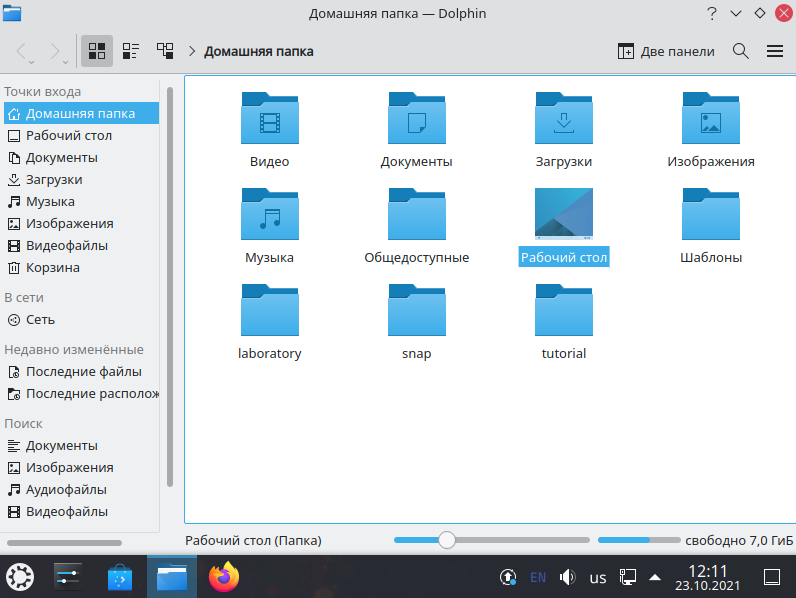 Домашняя папка — Dolphin
Домашняя папка
Две панели
Точки входа
Домашняя папка
Рабочий стол
Документы
Загрузки
Музыка
Изображения
Видеофайлы
Корзина
В сети
Сеть
Недавно изменённые
Последние файлы
Последние располож
Поиск
Документы
Изображения
Аудиофайлы
Видеофайлы
Видео
Документы
Загрузки
Изображения
Музыка
Общедоступные
Рабочий стол
Шаблоны
laboratory
snap
tutorial
Рабочий стол (Папка)
свободно 7,0 ГиБ
EN
us
12:11
23.10.2021